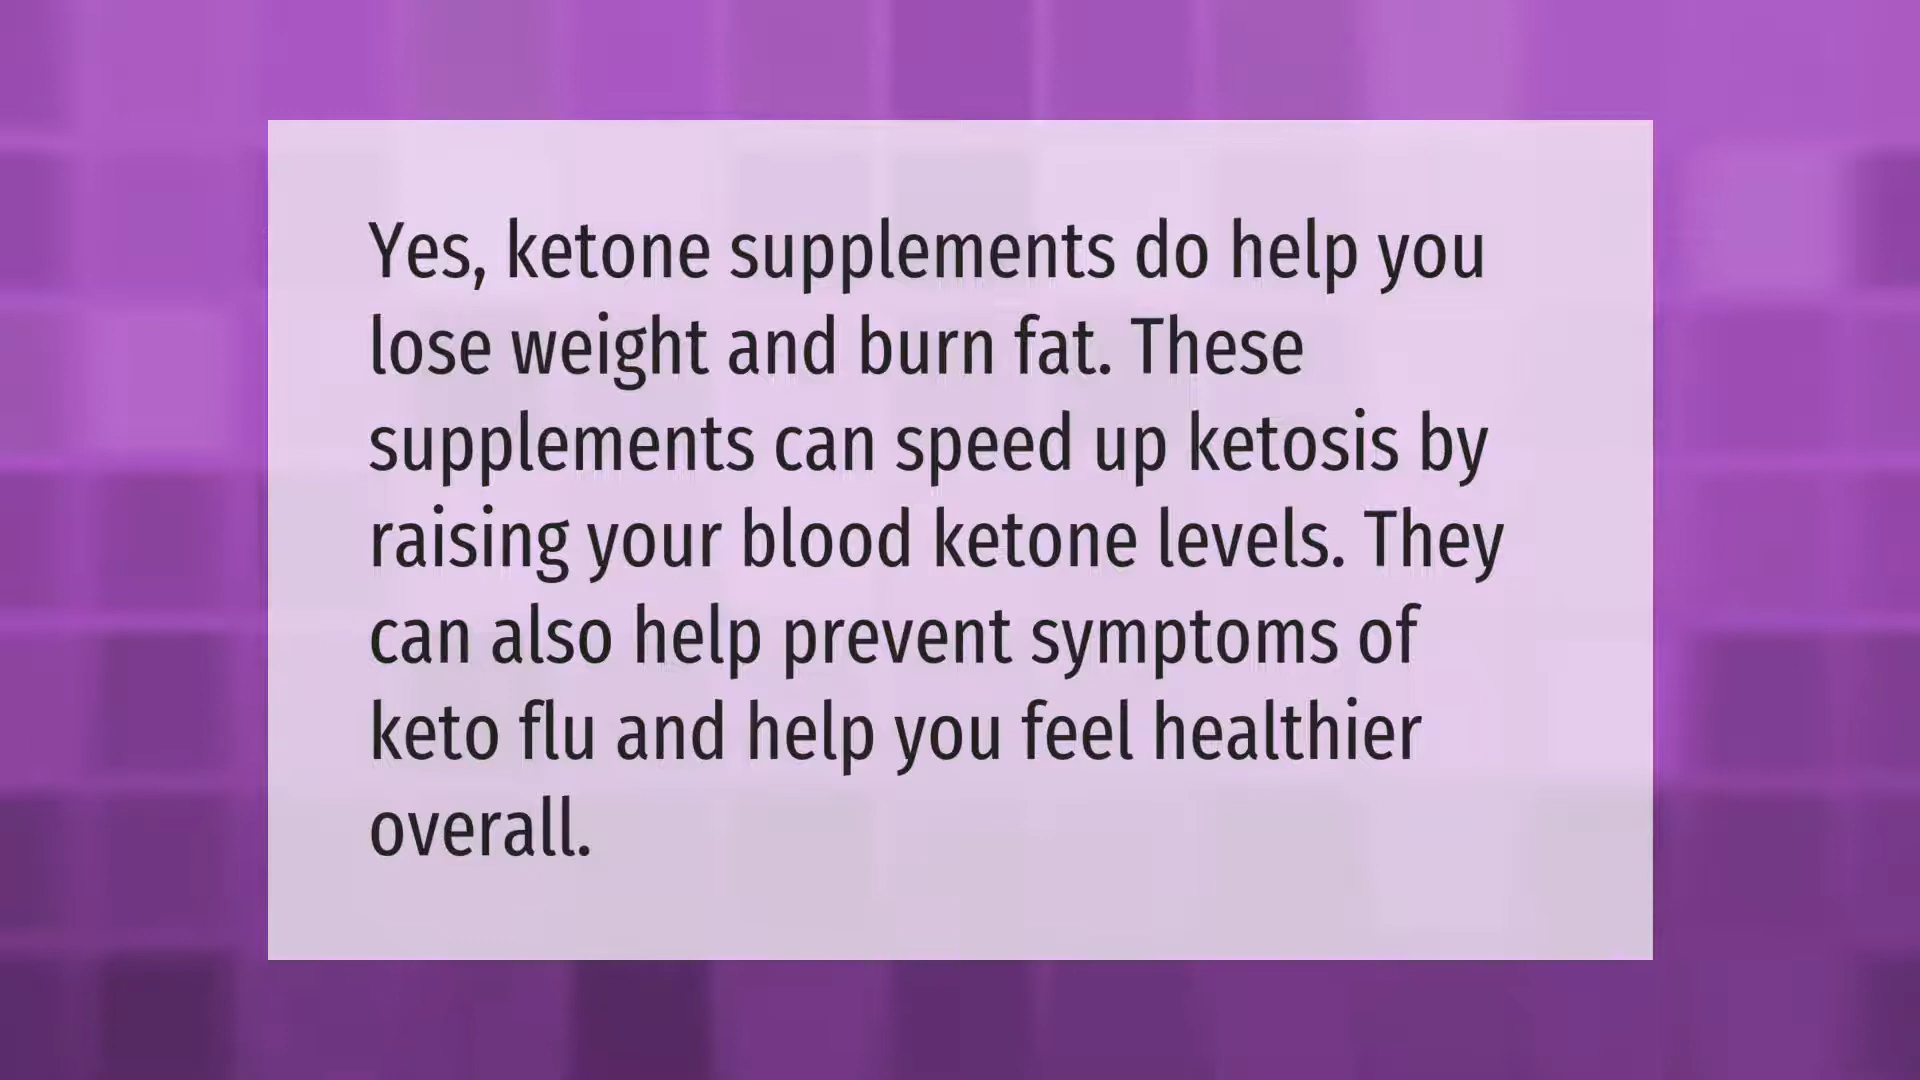 Yes, ketone supplements do help you
lose weight and burn fat. These
supplements can speed up ketosis by
raising your blood ketone levels. They
can also help prevent symptoms of
keto flu and help you feel healthier
overall.